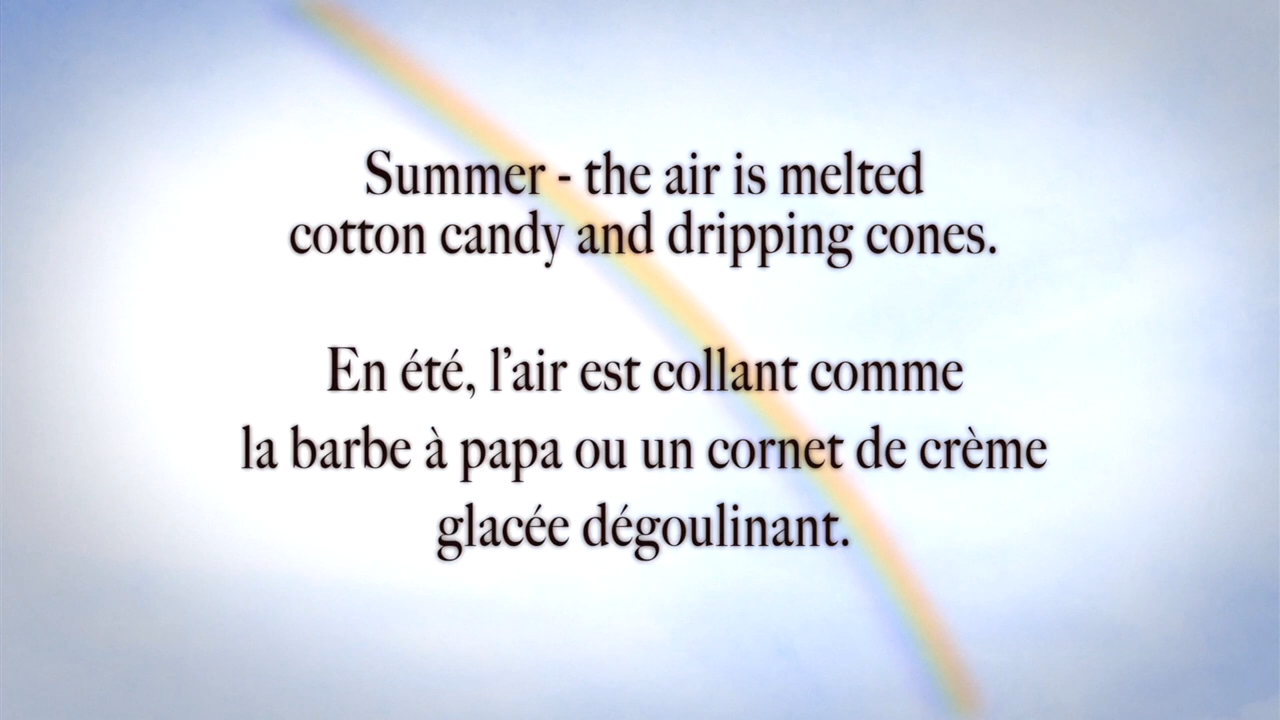 Summer - the air is melted
cotton candy and dripping cones.
En été, l’air est collant comme
la barbe à papa ou un cornet de crème
glacée dégoulinant.